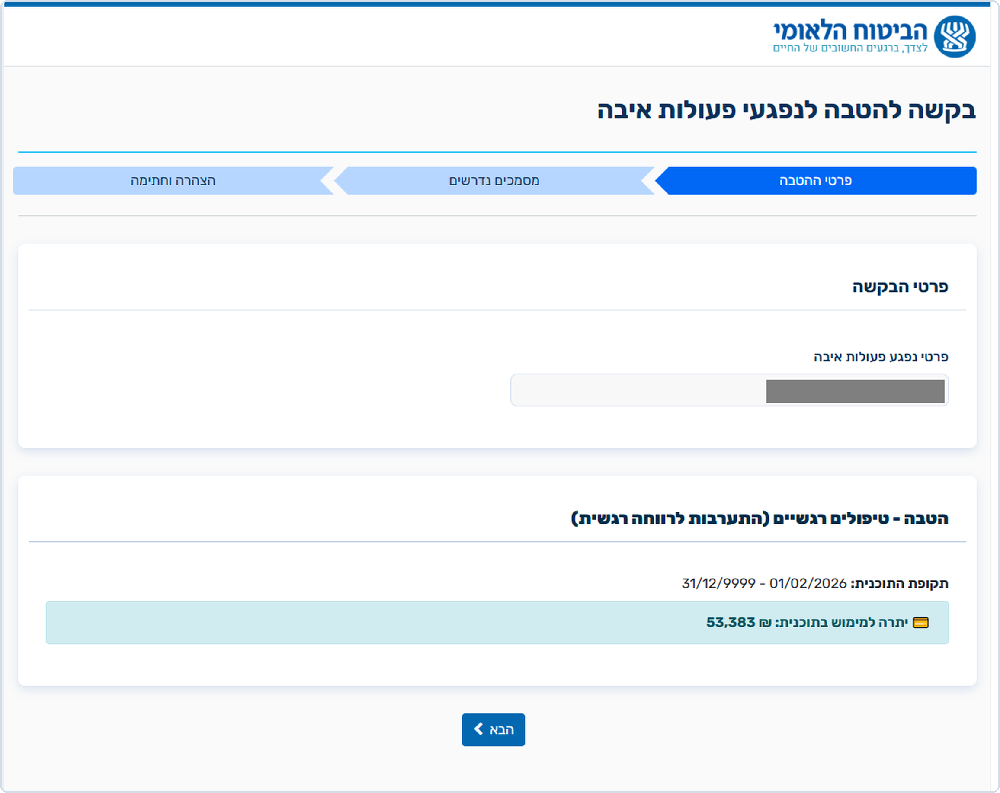 הביטוח הלאומי
לצדך, ברגעים החשובים של החיים
בקשה להטבה לנפגעי פעולות איבה
פרטי ההטבה
מסמכים נדרשים
הצהרה וחתימה
פרטי הבקשה
פרטי נפגע פעולות איבה
הטבה - טיפולים רגשיים (התערבות לרווחה רגשית)
תקופת התוכנית: 01/02/2026 - 31/12/9999
💳 יתרה למימוש בתוכנית: ₪ 53,383
הבא